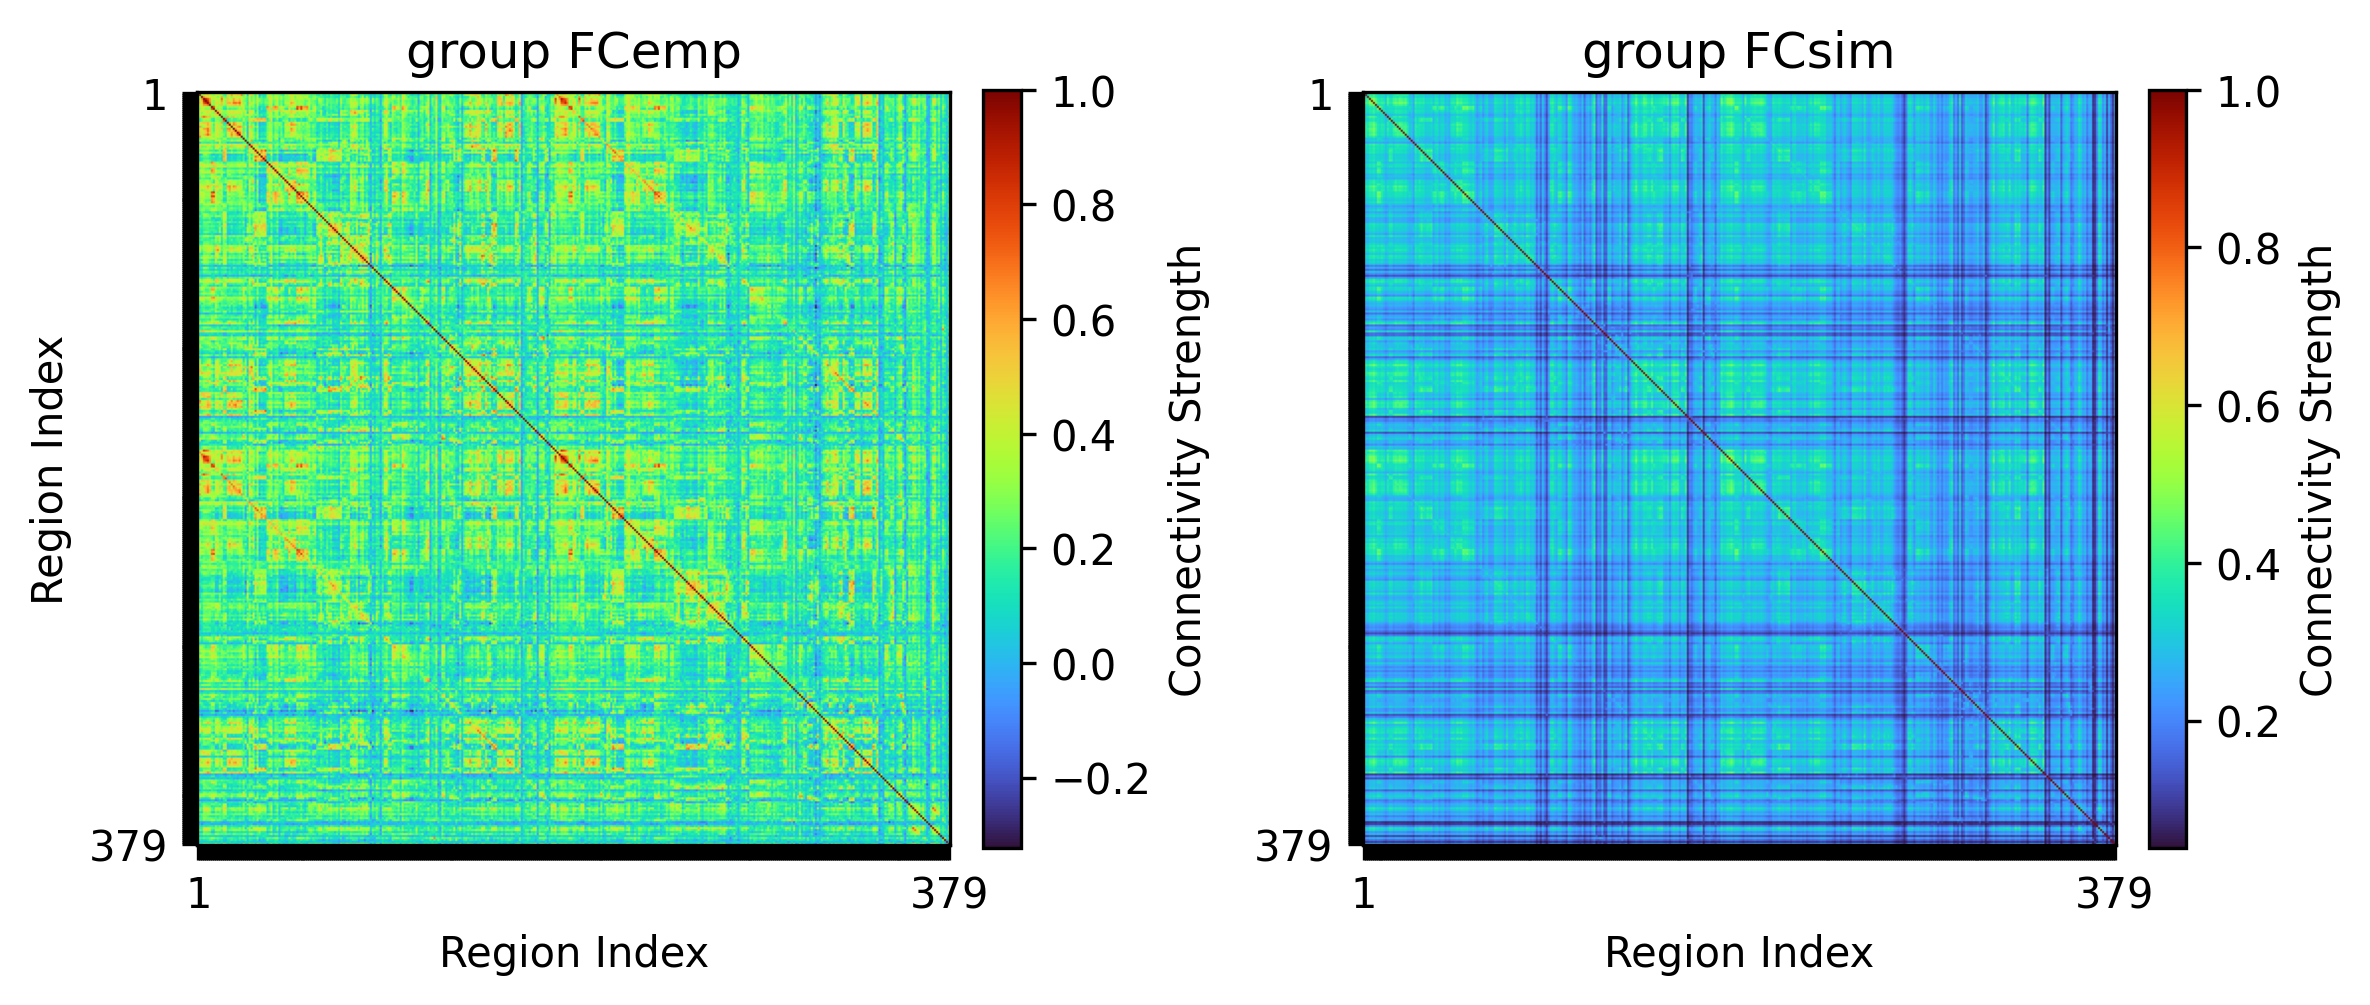 group FCemp
1
379
1
379
Region Index
Region Index
1.0
0.8
0.6
0.4
0.2
0.0
−0.2
Connectivity Strength
group FCsim
1
379
1
379
Region Index
1.0
0.8
0.6
0.4
0.2
Connectivity Strength